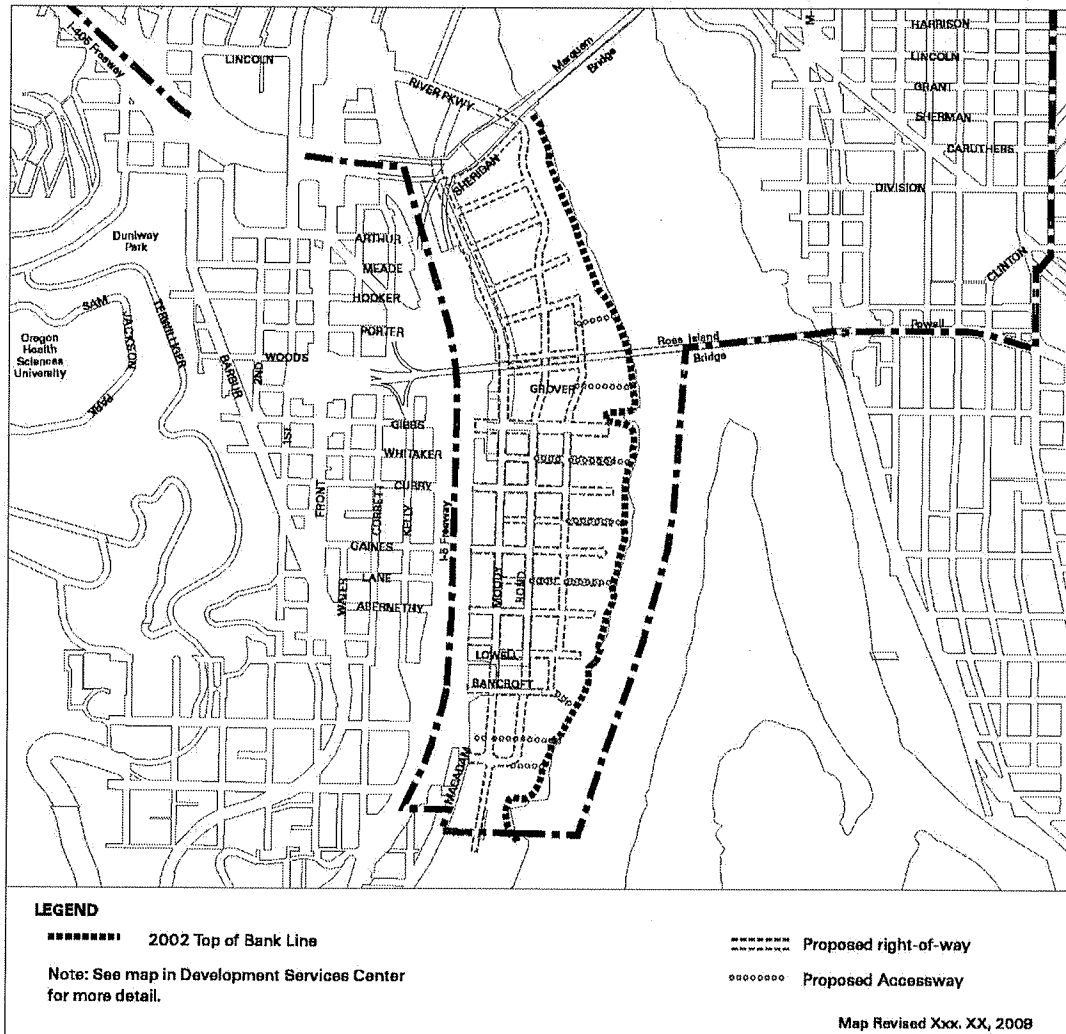 I-405 Freeway
LINCOLN
RIVER PKWY
Marquam
Bridge
M-
HARRISON
LINCOLN
GRANT
SHERMAN
CARUTHERS
DIVISION
SHERIDAN
Duniway
Park
ARTHUR
MEADE
HOOKER
PORTER
CLINTON
SAM
JACKSON
PARK
TERWILLIGER
Oregon
Health
Sciences
University
BARBUR
2ND
WOODS
Ross Island
Bridge
Powell
GROVER
1ST
GIBBS
WHITAKER
CURRY
FRONT
CORBETT
KELLY
I-5 Freeway
GAINES
LANE
ABERNETHY
WATER
MOODY
BOND
LOWELL
BANCROFT
MACADAM
LEGEND
2002 Top of Bank Line
Note: See map in Development Services Center
for more detail.
Proposed right-of-way
Proposed Accessway
Map Revised Xxx. XX, 2009